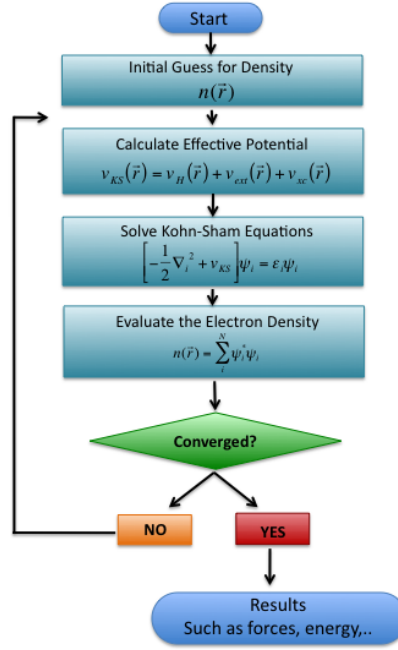 Start
Initial Guess for Density
n(r⃗)
Calculate Effective Potential
v_KS(r⃗) = v_H(r⃗) + v_ext(r⃗) + v_xc(r⃗)
Solve Kohn-Sham Equations
[-1/2 ∇_i² + v_KS]ψ_i = ε_iψ_i
Evaluate the Electron Density
n(r⃗) = ∑_i^N ψ_i^*ψ_i
Converged?
NO YES
Results
Such as forces, energy,..